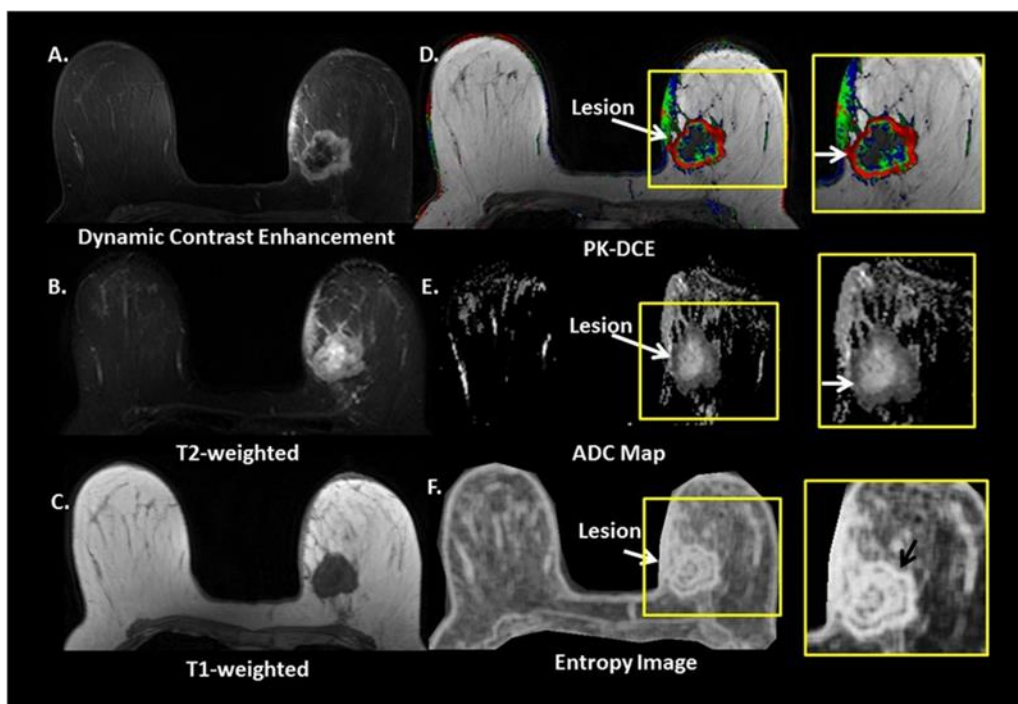 A.
Dynamic Contrast Enhancement
B.
T2-weighted
C.
T1-weighted
D.
Lesion
PK-DCE
E.
Lesion
ADC Map
F.
Lesion
Entropy Image